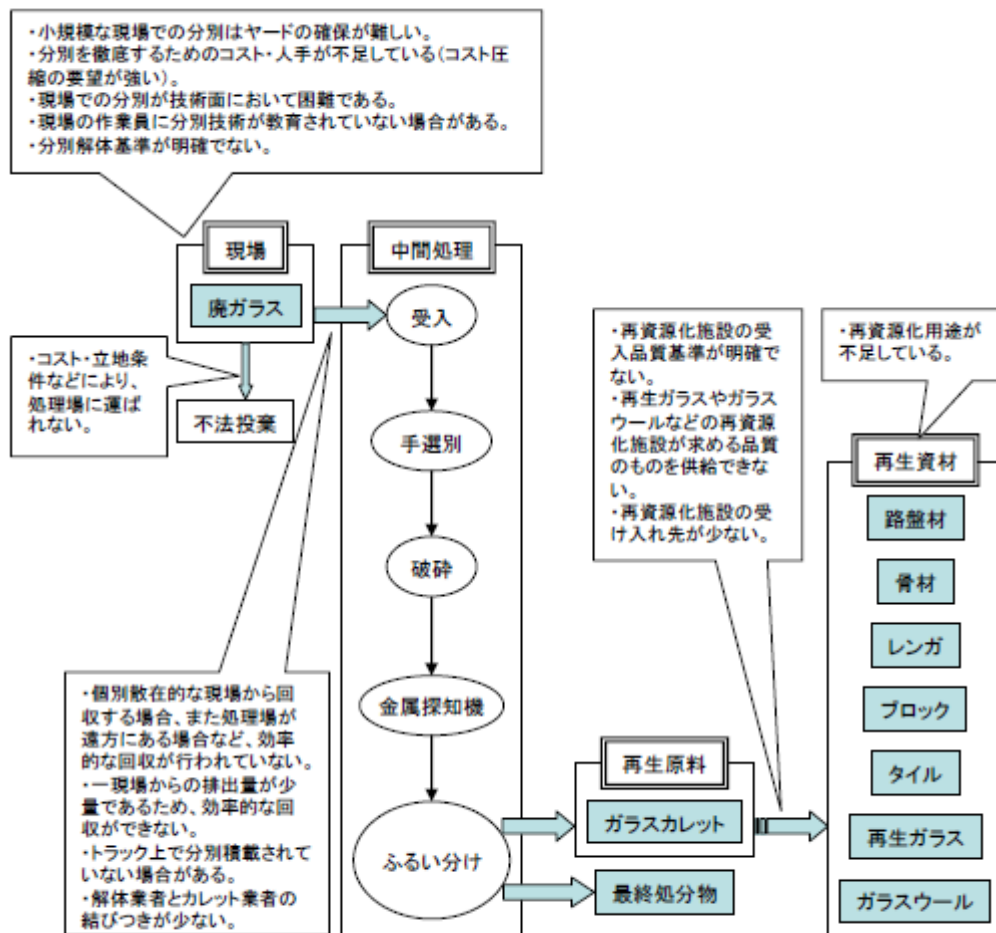 ・小規模な現場での分別はヤードの確保が難しい。
・分別を徹底するためのコスト・人手が不足している(コスト圧
縮の要望が強い)。
・現場での分別が技術面において困難である。
・現場の作業員に分別技術が教育されていない場合がある。
・分別解体基準が明確でない。
現場
廃ガラス
・コスト・立地条
件などにより、
処理場に運ば
れない。
不法投棄
中間処理
受入
手選別
破砕
金属探知機
ふるい分け
・個別散在的な現場から回
収する場合、また処理場が
遠方にある場合など、効率
的な回収が行われていない。
・一現場からの排出量が少
量であるため、効率的な回
収ができない。
・トラック上で分別積載されて
いない場合がある。
・解体業者とカレット業者の
結びつきが少ない。
再生原料
ガラスカレット
最終処分物
・再資源化施設の受
入品質基準が明確で
ない。
・再生ガラスやガラス
ウールなどの再資源
化施設が求める品質
のものを供給できな
い。
・再資源化施設の受
け入れ先が少ない。
・再資源化用途が
不足している。
再生資材
路盤材
骨材
レンガ
ブロック
タイル
再生ガラス
ガラスウール